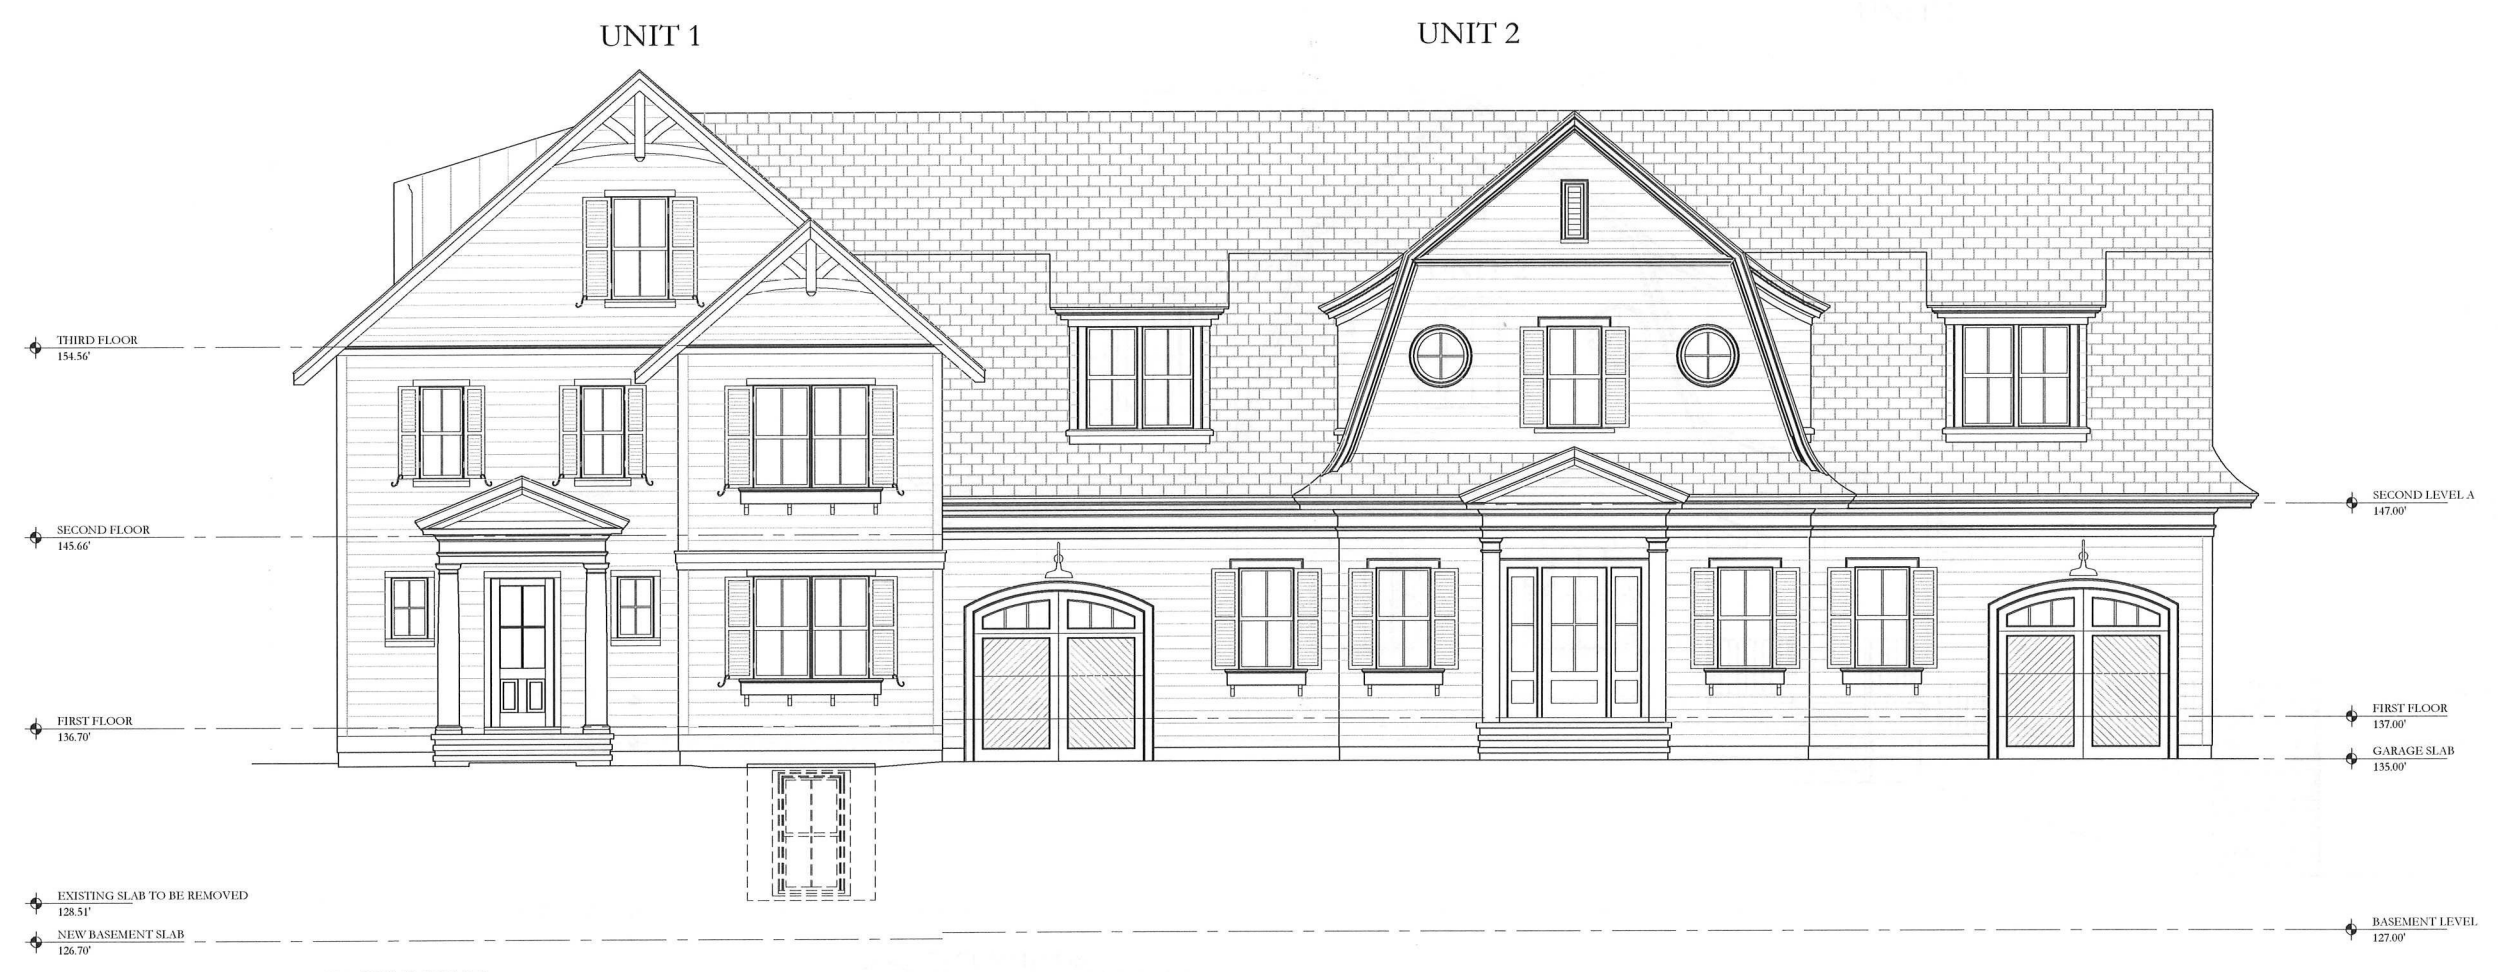 UNIT 1
UNIT 2
THIRD FLOOR
154.56'
SECOND FLOOR
145.66'
FIRST FLOOR
136.70'
EXISTING SLAB TO BE REMOVED
128.51'
NEW BASEMENT SLAB
126.70'
SECOND LEVEL A
147.00'
FIRST FLOOR
137.00'
GARAGE SLAB
135.00'
BASEMENT LEVEL
127.00'